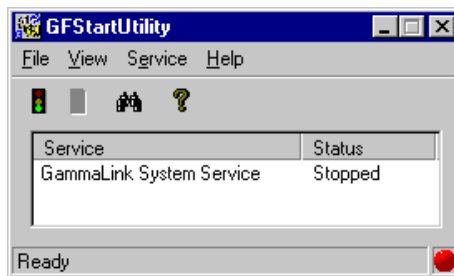 GFStartUtility
File View Service Help
Service Status
GammaLink System Service Stopped
Ready